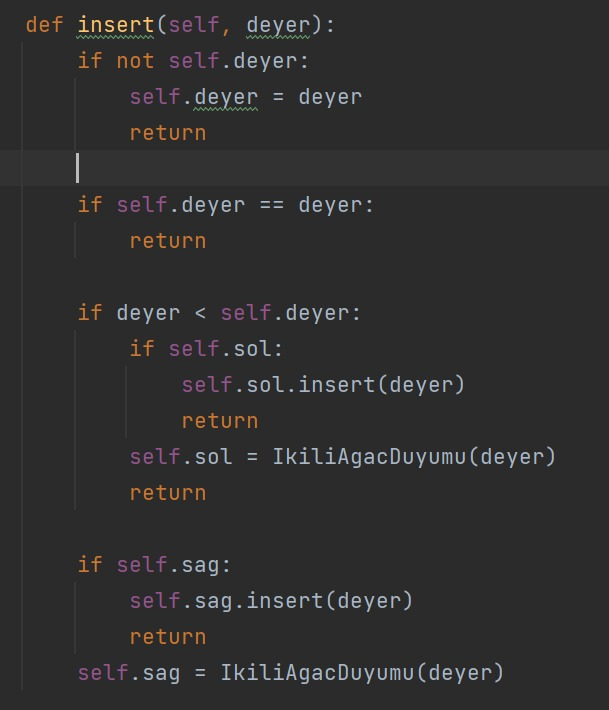 def insert(self, deyer):
if not self.deyer:
self.deyer = deyer
return
if self.deyer == deyer:
return
if deyer < self.deyer:
if self.sol:
self.sol.insert(deyer)
return
self.sol = IkiliAgacDuyumu(deyer)
return
if self.sag:
self.sag.insert(deyer)
return
self.sag = IkiliAgacDuyumu(deyer)